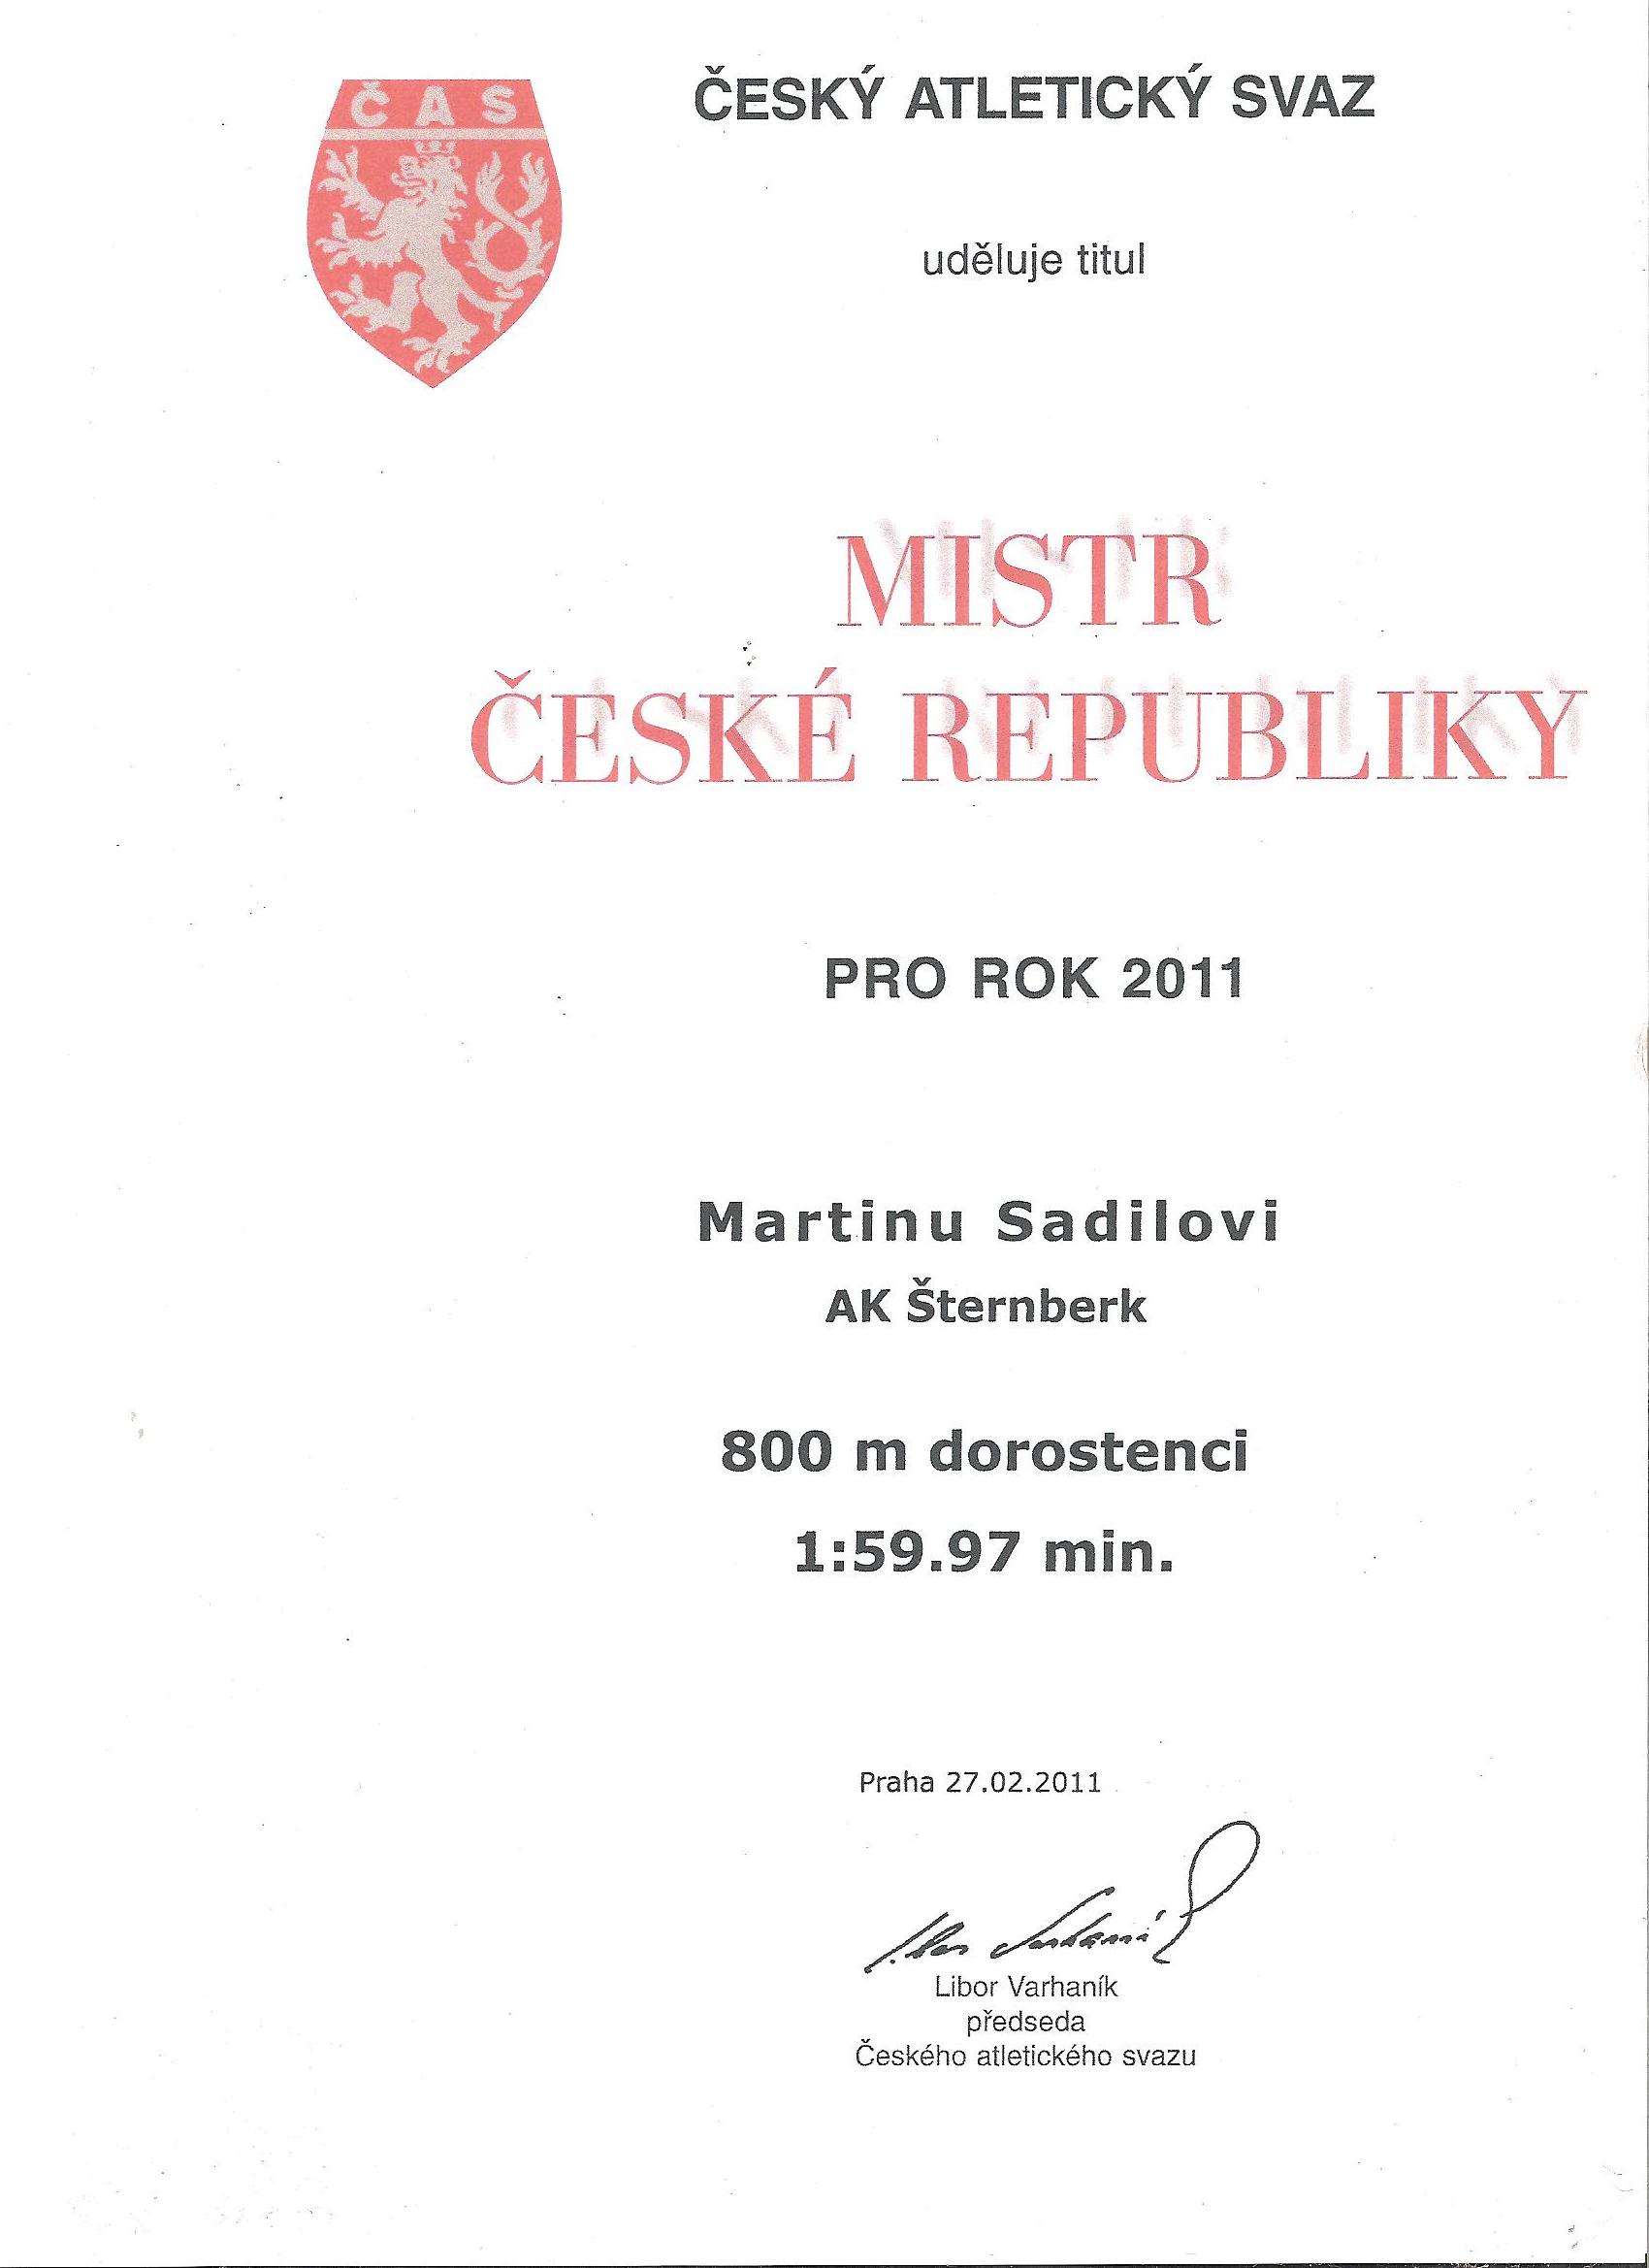 ČAS
ČESKÝ ATLETICKÝ SVAZ
uděluje titul
MISTR
ČESKÉ REPUBLIKY
PRO ROK 2011
Martinu Sadilovi
AK Šternberk
800 m dorostenci
1:59.97 min.
Praha 27.02.2011
Libor Varhaník
předseda
Českého atletického svazu